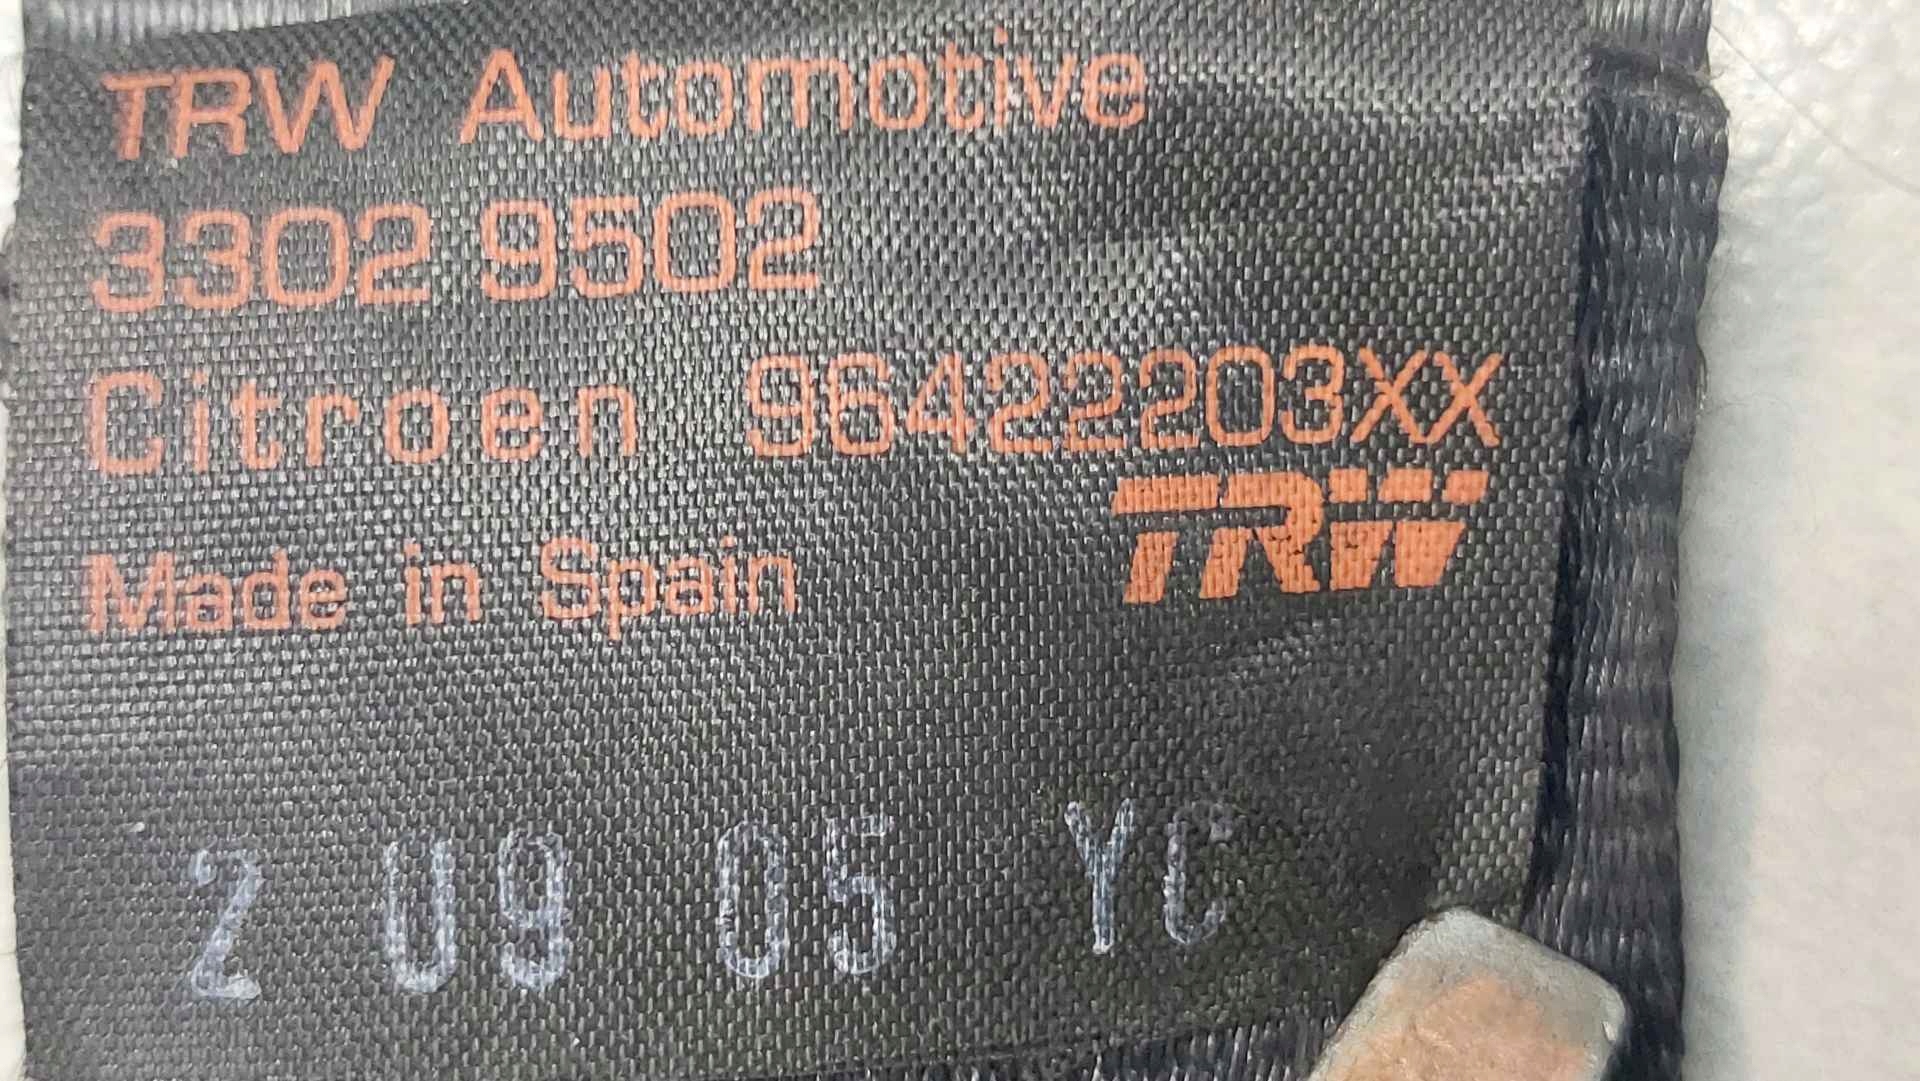 TRW Automotive
3302 9502
Citroen 96422203XX
TRW
Made in Spain
2 09 05 YC